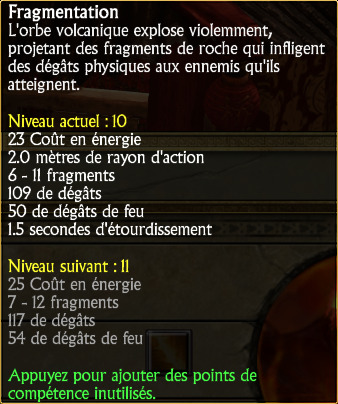 Fragmentation
L'orbe volcanique explose violemment,
projetant des fragments de roche qui infligent
des dégâts physiques aux ennemis qu'ils
atteignent.
Niveau actuel : 10
23 Coût en énergie
2.0 mètres de rayon d'action
6 - 11 fragments
109 de dégâts
50 de dégâts de feu
1.5 secondes d'étourdissement
Niveau suivant : 11
25 Coût en énergie
7 - 12 fragments
117 de dégâts
54 de dégâts de feu
Appuyez pour ajouter des points de
compétence inutilisés.